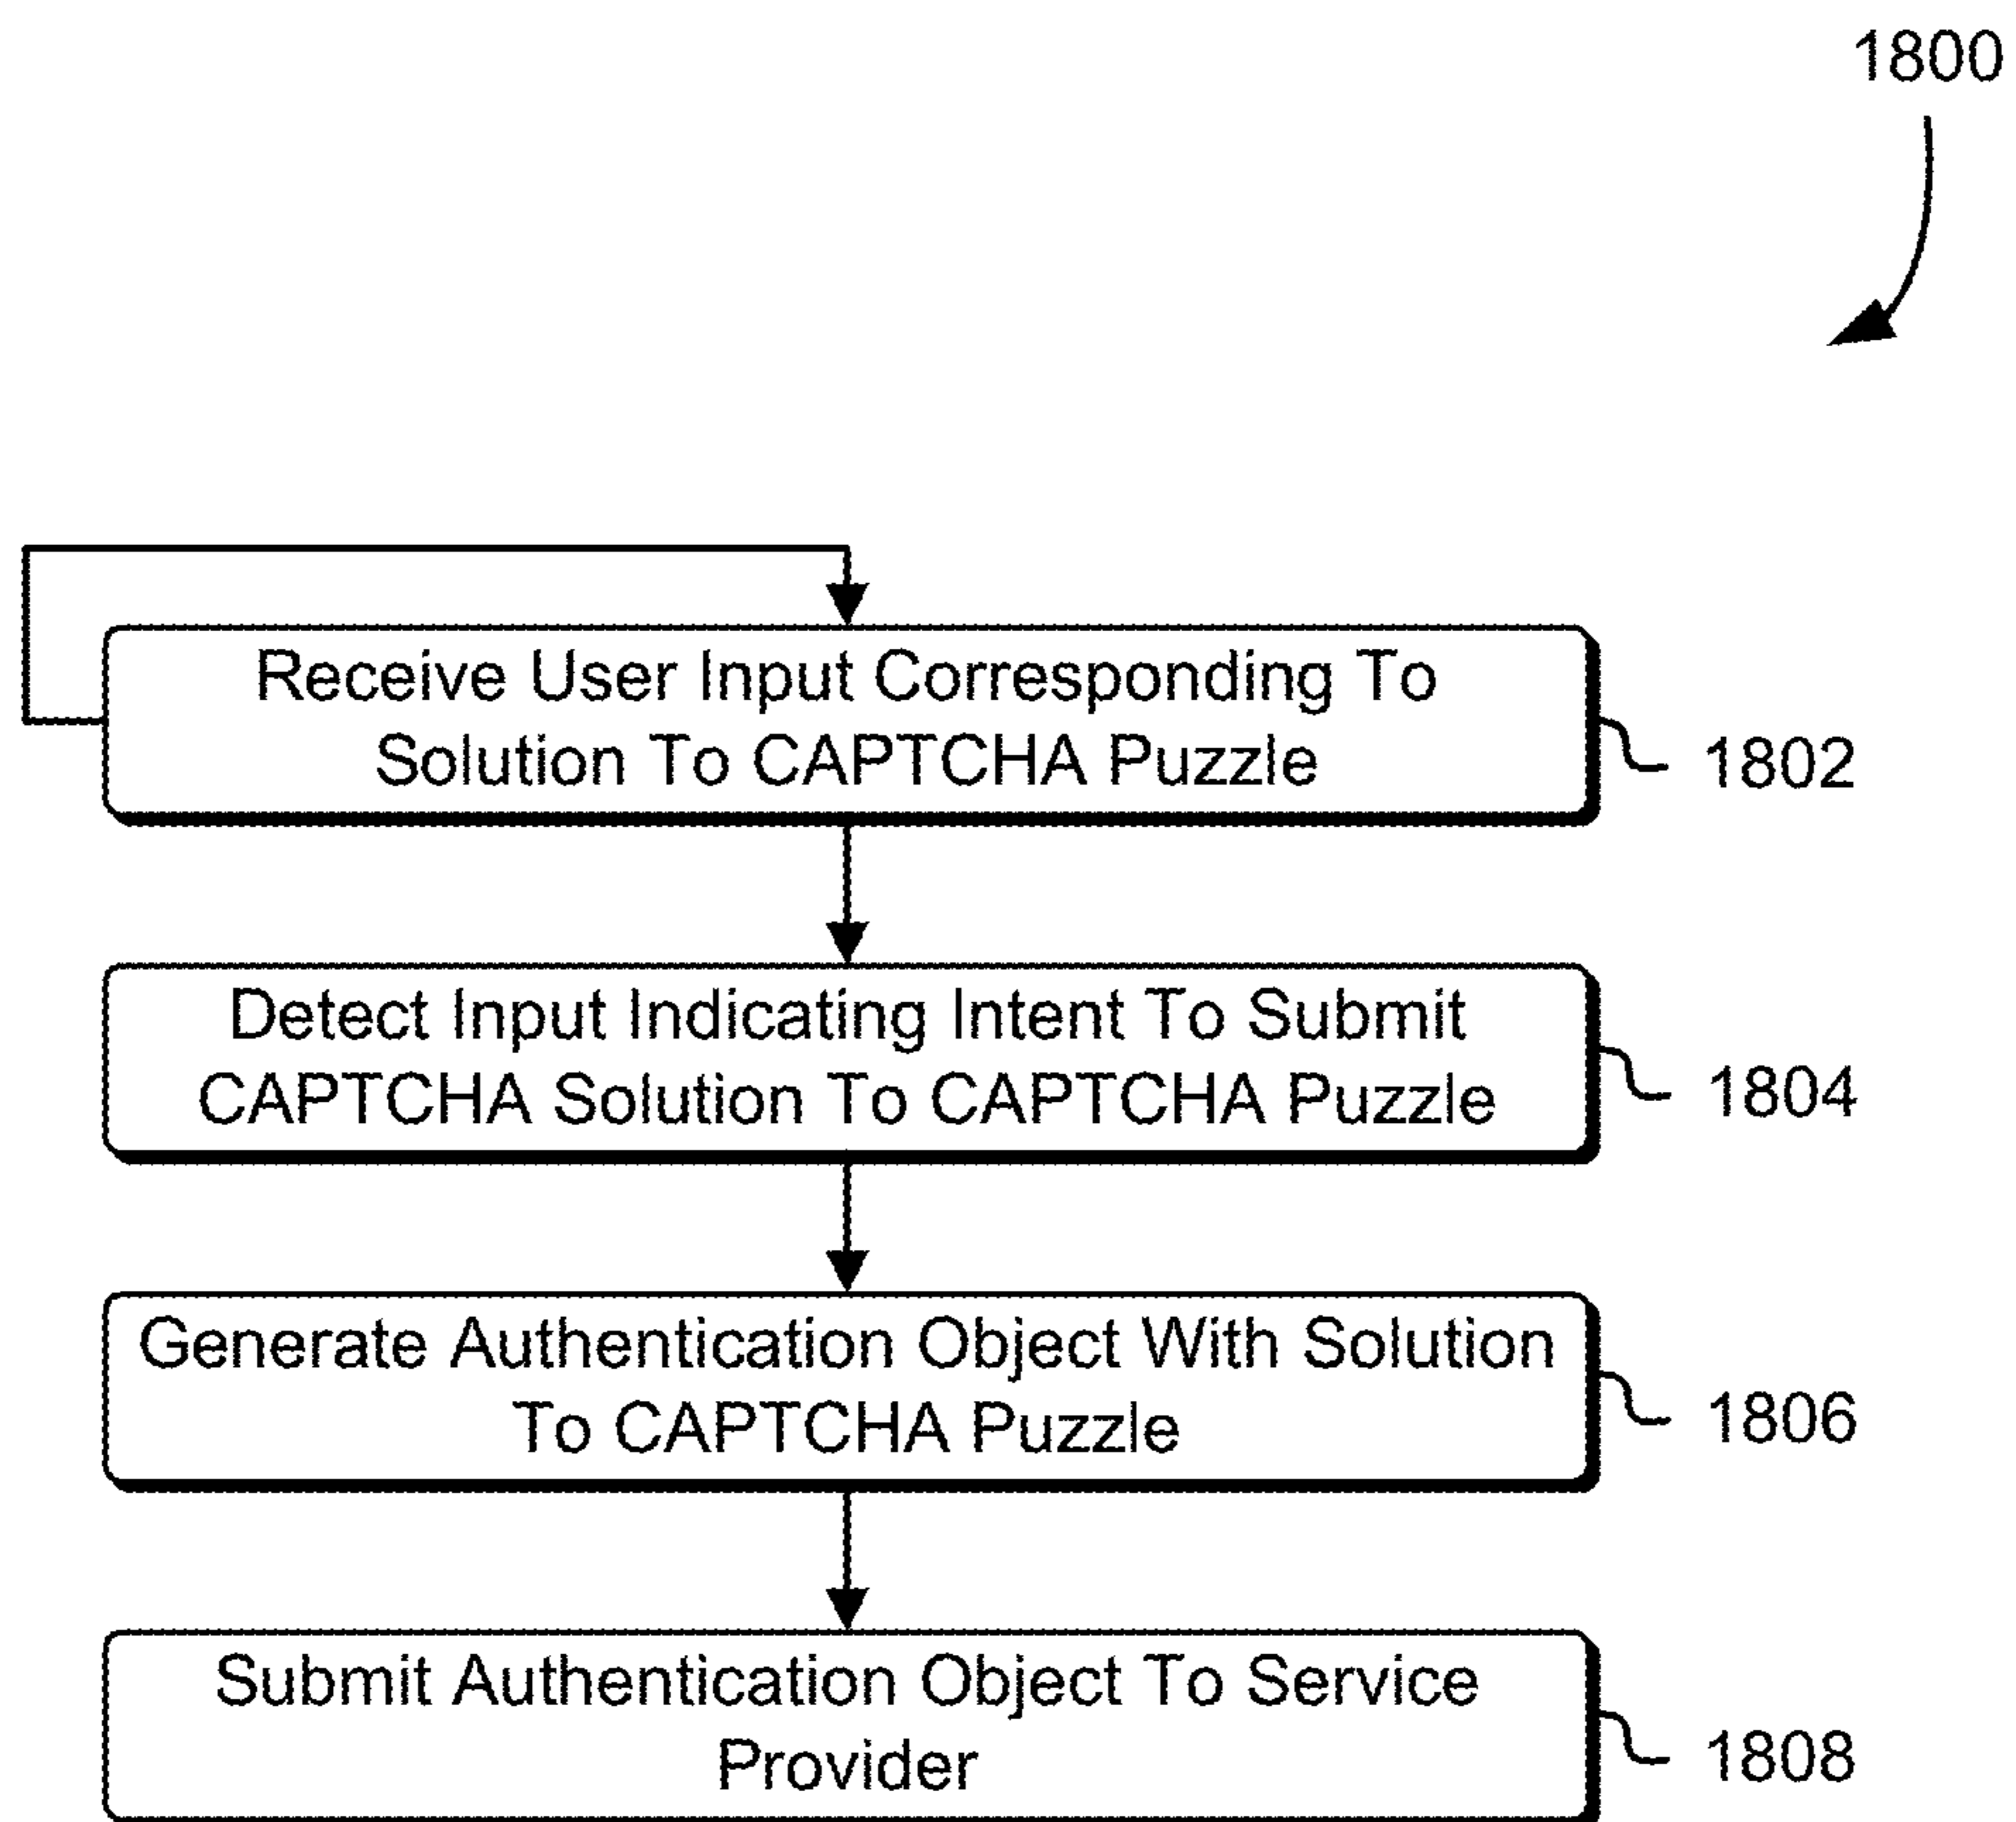 1800
Receive User Input Corresponding To
Solution To CAPTCHA Puzzle
1802
Detect Input Indicating Intent To Submit
CAPTCHA Solution To CAPTCHA Puzzle
1804
Generate Authentication Object With Solution
To CAPTCHA Puzzle
1806
Submit Authentication Object To Service
Provider
1808